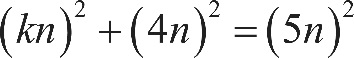 (kn)² + (4n)² = (5n)²